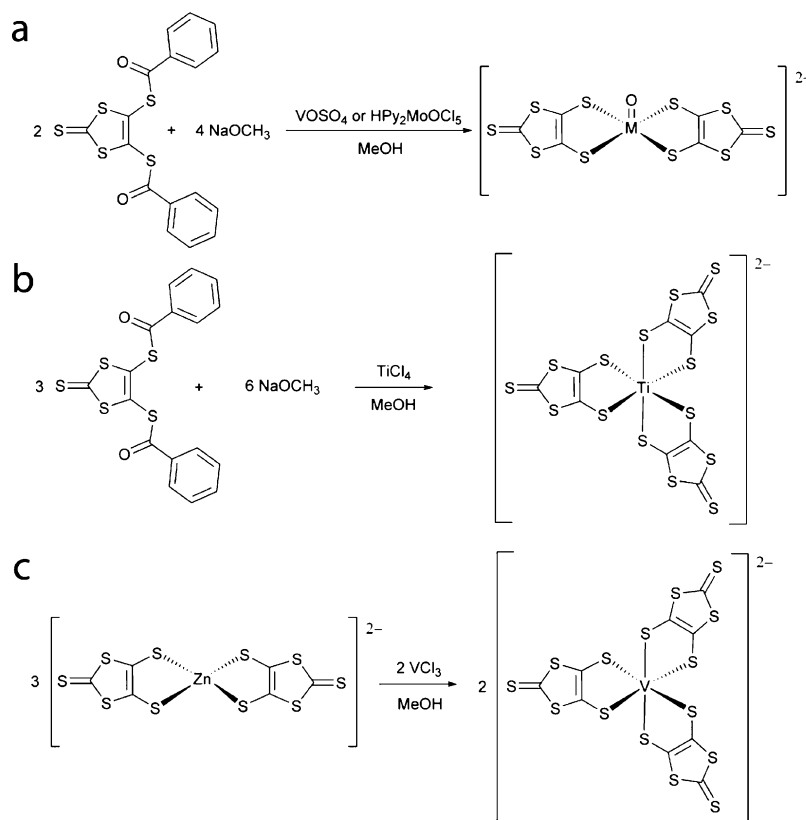 a
O
S
O
S
2 S S + 4 NaOCH₃ VOSO₄ or HPy₂MoOCl₅ MeOH
S
S
O
2–
S S O S S
S M S
S S S S
b
O
S
S
3 S + 6 NaOCH₃ TiCl₄ MeOH
S
S
O
2–
S
S S
S S
S S Ti
S S S
S S
S S
S
c
2–
3 S S S Zn S S S 2 VCl₃ MeOH
S S S S
2–
2
S
S S
S S
S S V
S S S
S S
S S
S